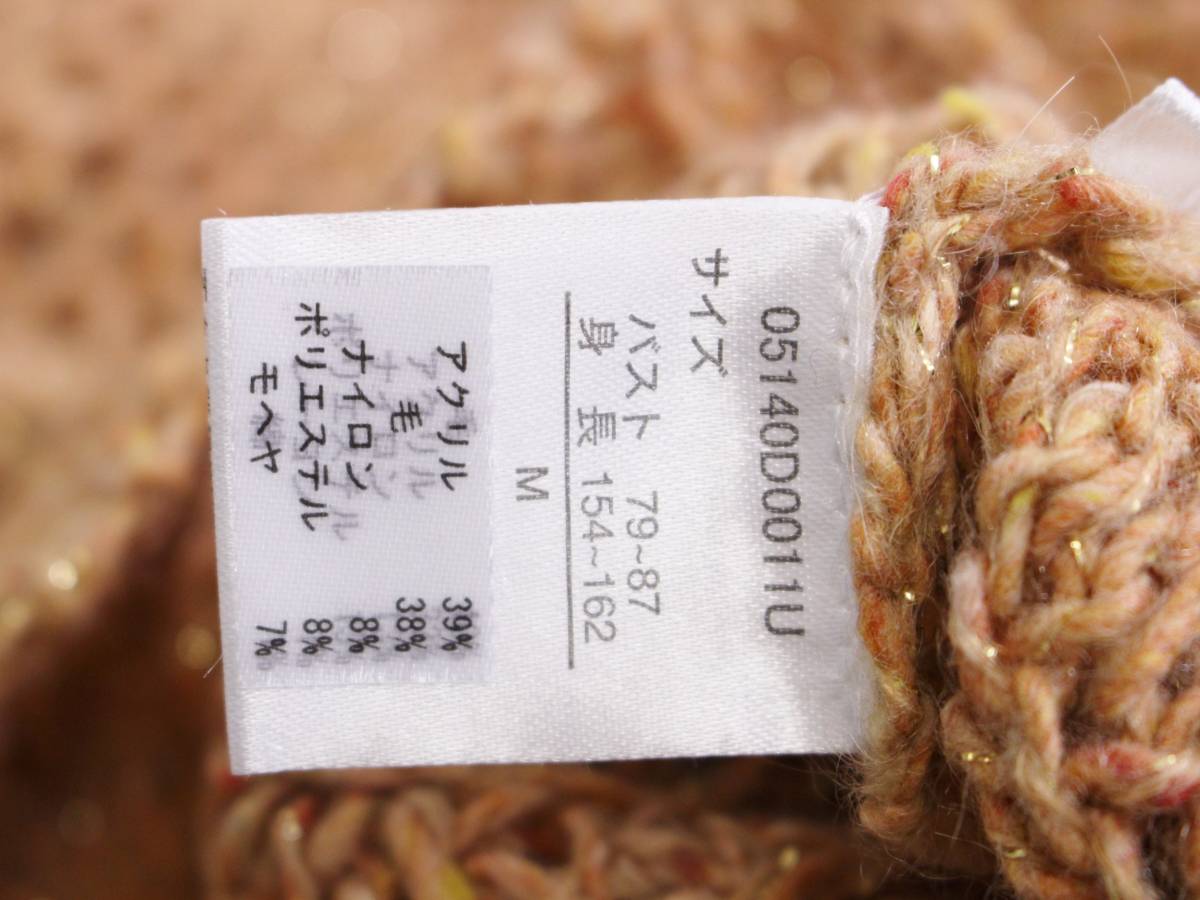 05140D0011U
サイズ
バスト 79~87
身 長 154~162
M
アクリル 39%
毛 38%
ナイロン 8%
ポリエステル 8%
モヘヤ 7%